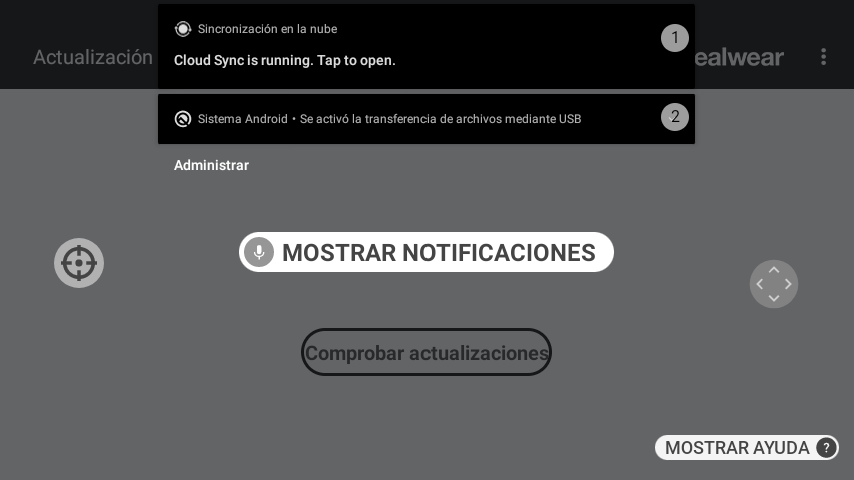 Sincronización en la nube
1
Cloud Sync is running. Tap to open.
Actualización
ealwear
Sistema Android • Se activó la transferencia de archivos mediante USB
2
Administrar
MOSTRAR NOTIFICACIONES
Comprobar actualizaciones
MOSTRAR AYUDA ?